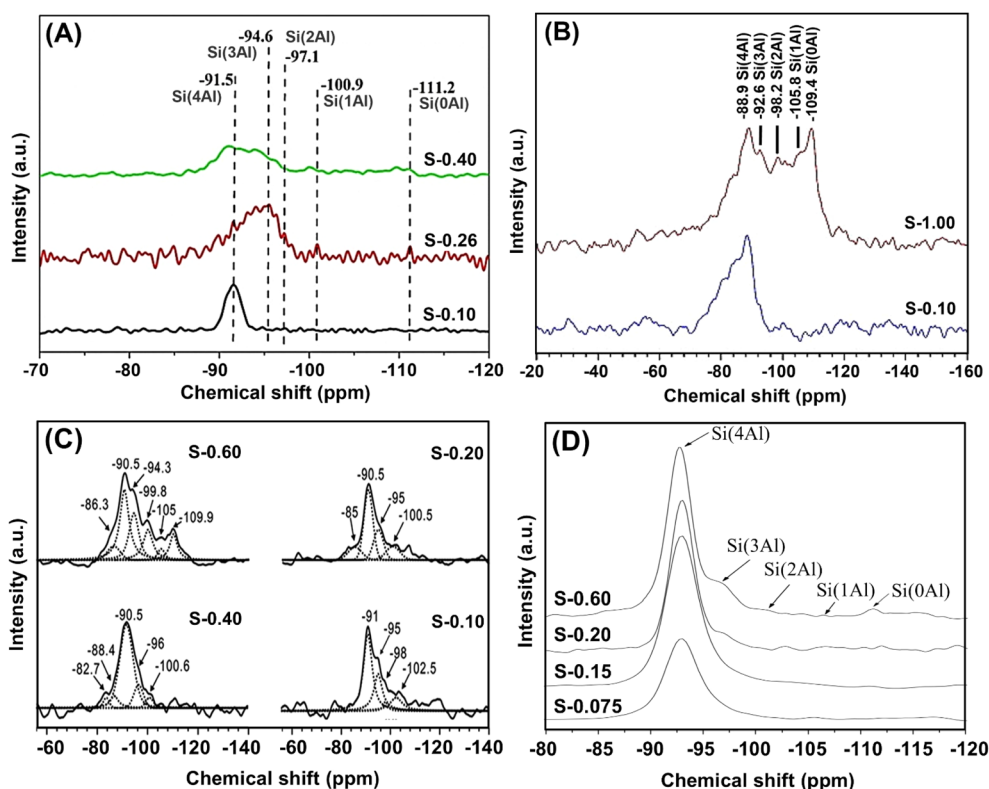 (A)
-94.6
Si(3Al)
Si(2Al)
-97.1
-91.5
Si(4Al)
-100.9
Si(1Al)
-111.2
Si(0Al)
S-0.40
S-0.26
S-0.10
Intensity (a.u.)
-70 -80 -90 -100 -110 -120
Chemical shift (ppm)
(B)
-88.9 Si(4Al)
-92.6 Si(3Al)
-98.2 Si(2Al)
-105.8 Si(1Al)
-109.4 Si(0Al)
S-1.00
S-0.10
Intensity (a.u.)
-20 -40 -60 -80 -100 -120 -140 -160
Chemical shift (ppm)
(C)
S-0.60
-90.5
-94.3
-86.3
-99.8
-105
-109.9
S-0.20
-90.5
-95
-85
-100.5
S-0.40
-90.5
-96
-88.4
-82.7
-100.6
S-0.10
-91
-95
-98
-102.5
Intensity (a.u.)
-60 -80 -100 -120 -140
-60 -80 -100 -120 -140
Chemical shift (ppm)
(D)
Si(4Al)
Si(3Al)
Si(2Al)
Si(1Al)
Si(0Al)
S-0.60
S-0.20
S-0.15
S-0.075
Intensity (a.u.)
-80 -85 -90 -95 -100 -105 -110 -115 -120
Chemical shift (ppm)